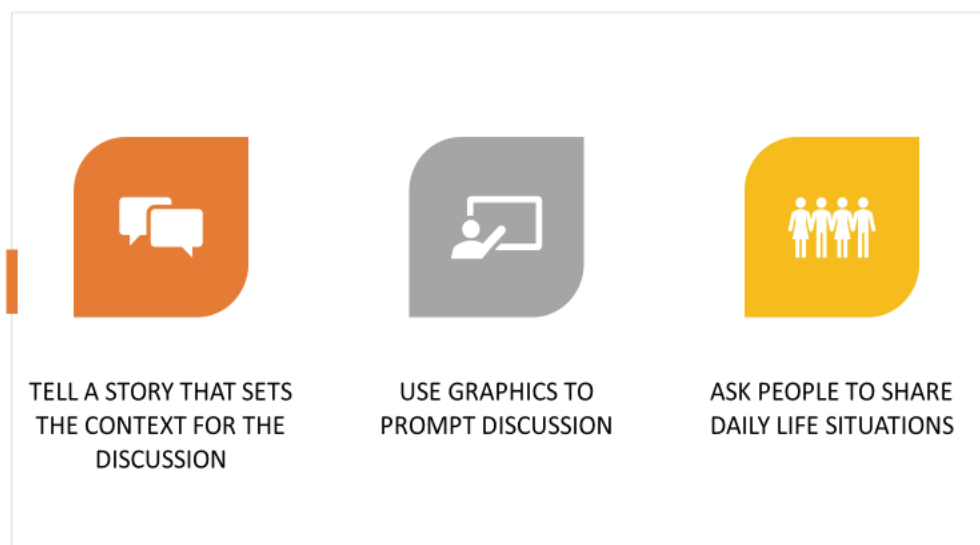 TELL A STORY THAT SETS
THE CONTEXT FOR THE
DISCUSSION
USE GRAPHICS TO
PROMPT DISCUSSION
ASK PEOPLE TO SHARE
DAILY LIFE SITUATIONS